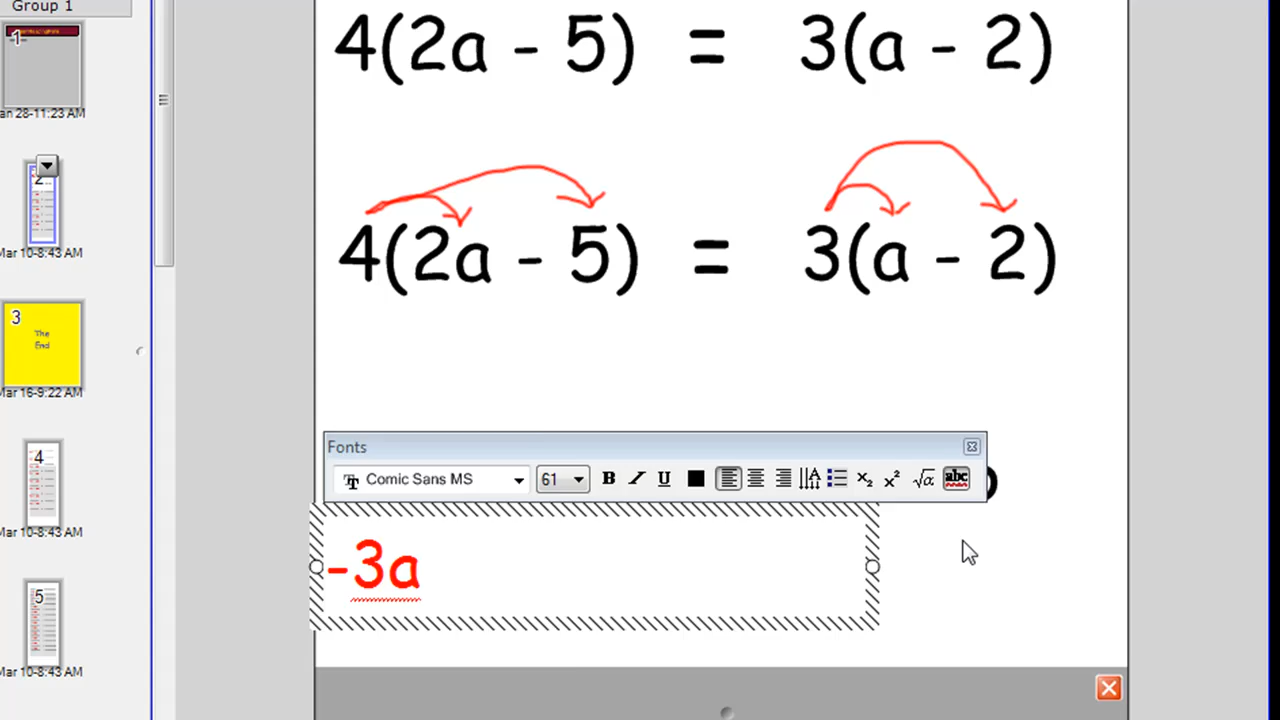 Group 1
1
an 28-11:23 AM
2
Mar 10-8:43 AM
3
The
End
Mar 16-9:22 AM
4
Mar 10-8:43 AM
5
Mar 10-8:43 AM
4(2a - 5) = 3(a - 2)
4(2a - 5) = 3(a - 2)
Fonts
Comic Sans MS
61
B I U
abc
-3a